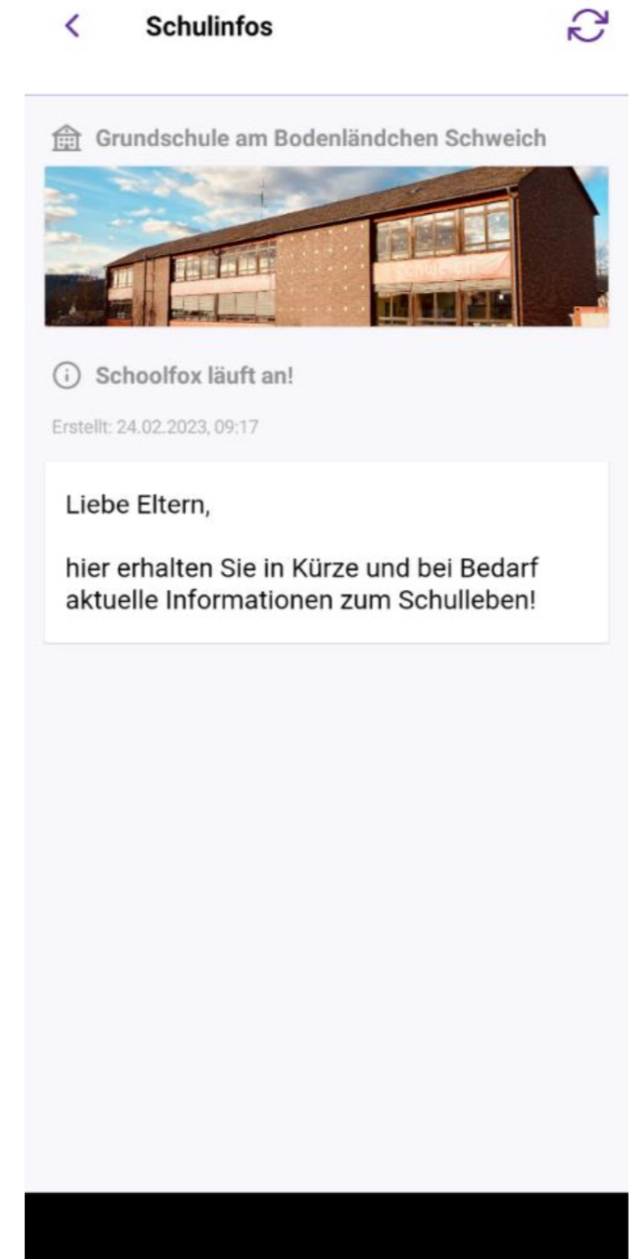 Schulinfos
Grundschule am Bodenländchen Schweich
Schoolfox läuft an!
Erstellt: 24.02.2023, 09:17
Liebe Eltern,
hier erhalten Sie in Kürze und bei Bedarf
aktuelle Informationen zum Schulleben!